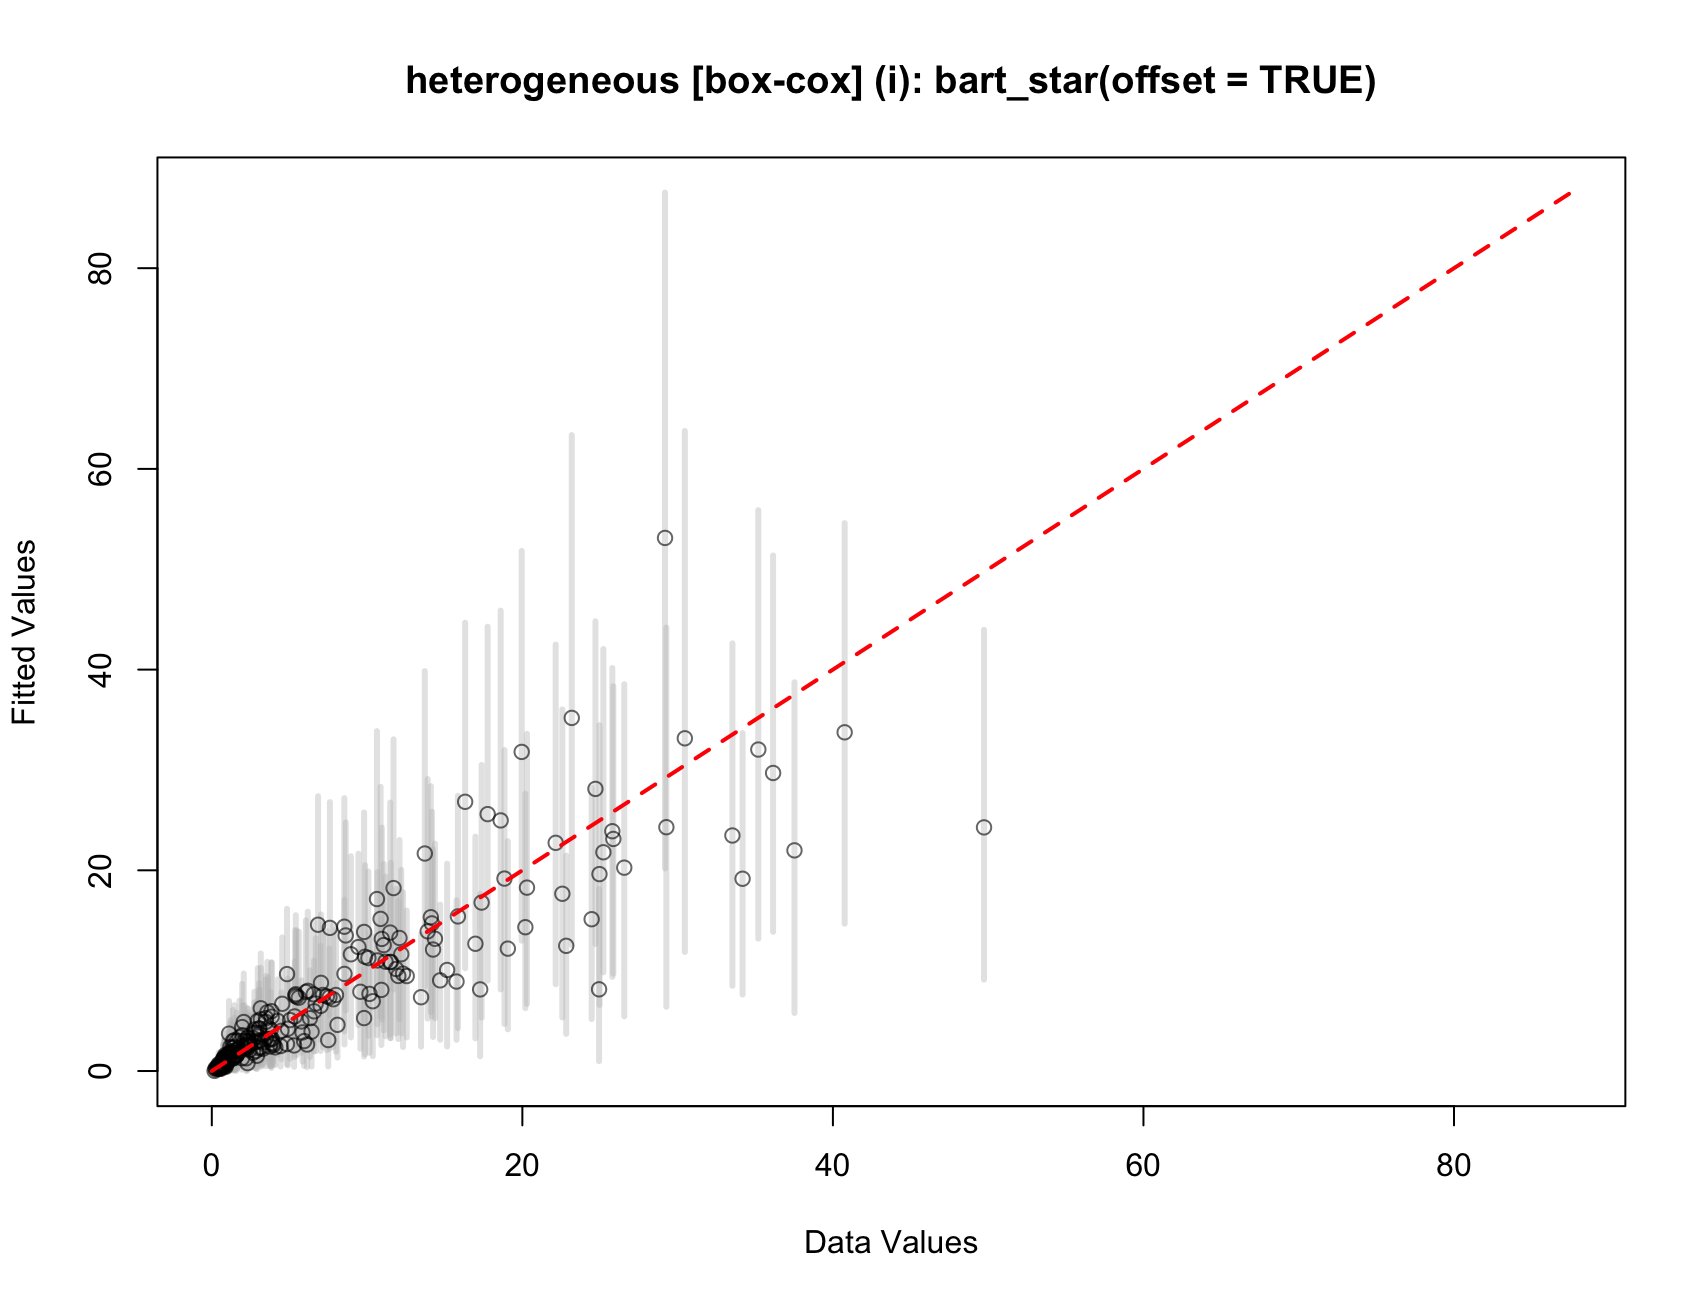 heterogeneous [box-cox] (i): bart_star(offset = TRUE)
Fitted Values
80
60
40
20
0
0 20 40 60 80
Data Values